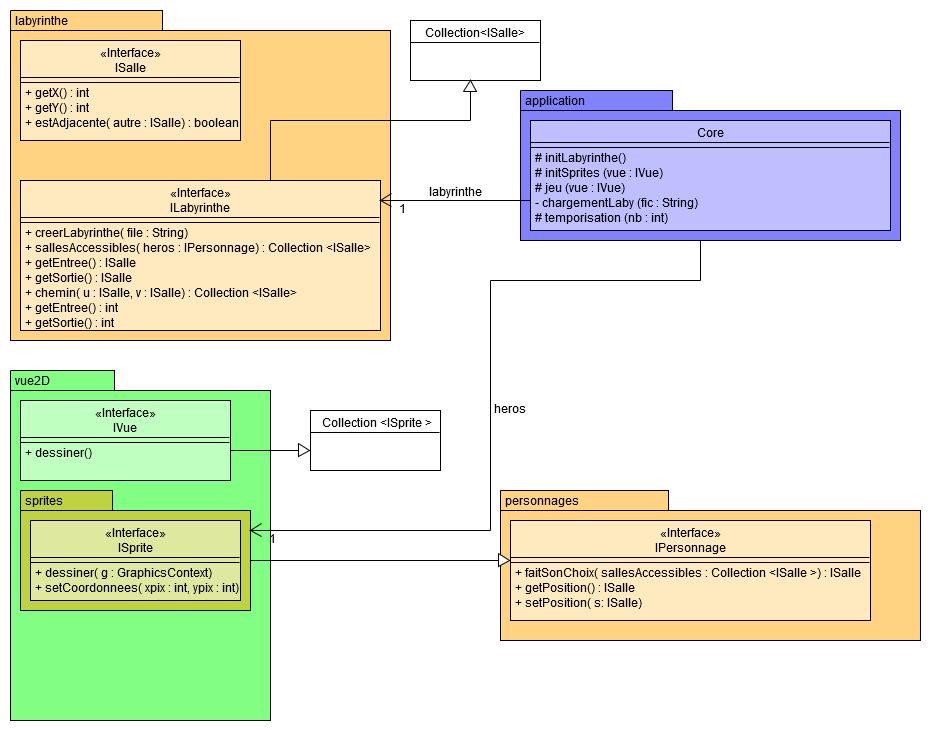 labyrinthe
«Interface»
ISalle
+ getX() : int
+ getY() : int
+ estAdjacente( autre : ISalle) : boolean
Collection<ISalle>
application
Core
# initLabyrinthe()
# initSprites (vue : IVue)
# jeu (vue : IVue)
- chargementLaby (fic : String)
# temporisation (nb : int)
labyrinthe
1
«Interface»
ILabyrinthe
+ creerLabyrinthe( file : String)
+ sallesAccessibles( heros : IPersonnage) : Collection <ISalle>
+ getEntree() : ISalle
+ getSortie() : ISalle
+ chemin( u : ISalle, v : ISalle) : Collection <ISalle>
+ getEntree() : int
+ getSortie() : int
vue2D
«Interface»
IVue
+ dessiner()
Collection <ISprite >
heros
1
sprites
«Interface»
ISprite
+ dessiner( g : GraphicsContext)
+ setCoordonnees( xpix : int, ypix : int)
personnages
«Interface»
IPersonnage
+ faitSonChoix( sallesAccessibles : Collection <ISalle >) : ISalle
+ getPosition() : ISalle
+ setPosition( s: ISalle)